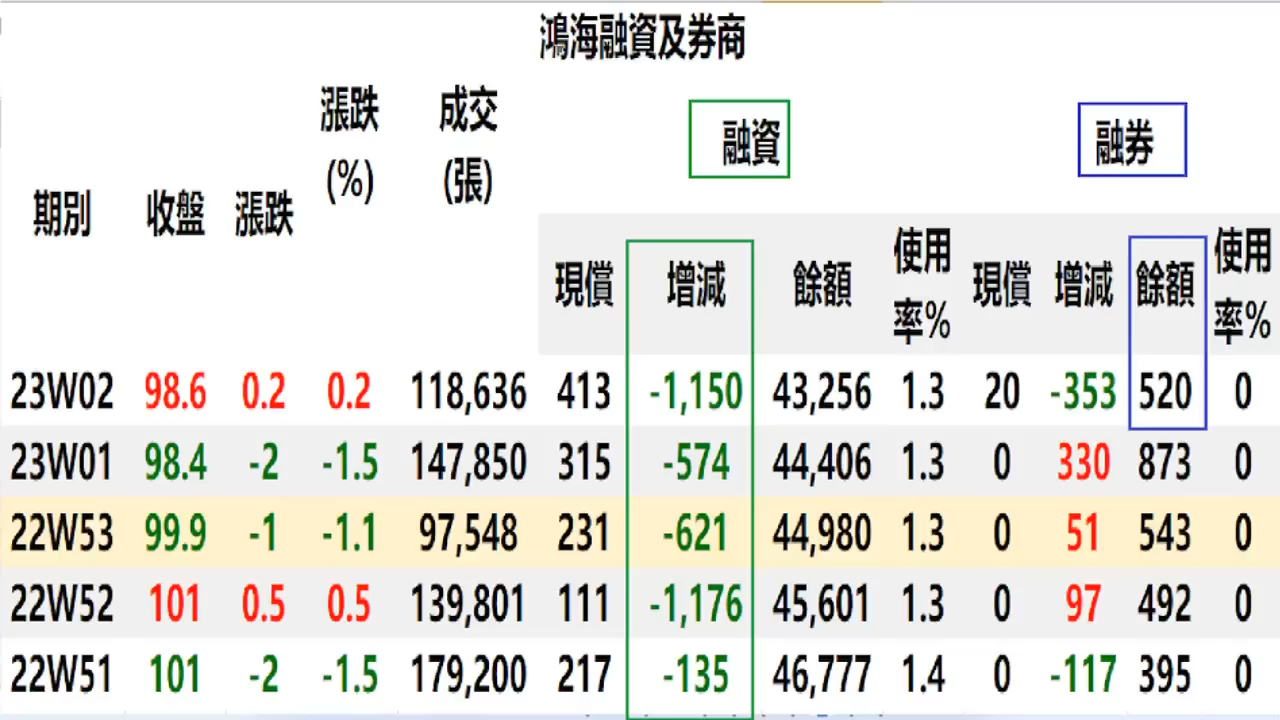 鴻海融資及券商
期別 收盤 漲跌 漲跌(%) 成交(張) 融資 融券
現償 增減 餘額 使用率% 現償 增減 餘額 使用率%
23W02 98.6 0.2 0.2 118,636 413 -1,150 43,256 1.3 20 -353 520 0
23W01 98.4 -2 -1.5 147,850 315 -574 44,406 1.3 0 330 873 0
22W53 99.9 -1 -1.1 97,548 231 -621 44,980 1.3 0 51 543 0
22W52 101 0.5 0.5 139,801 111 -1,176 45,601 1.3 0 97 492 0
22W51 101 -2 -1.5 179,200 217 -135 46,777 1.4 0 -117 395 0